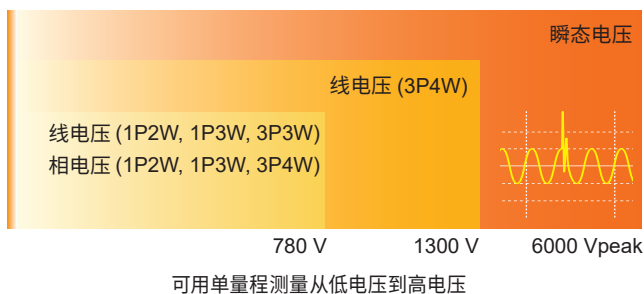 瞬态电压
线电压 (3P4W)
线电压 (1P2W, 1P3W, 3P3W)
相电压 (1P2W, 1P3W, 3P4W)
780 V 1300 V 6000 Vpeak
可用单量程测量从低电压到高电压